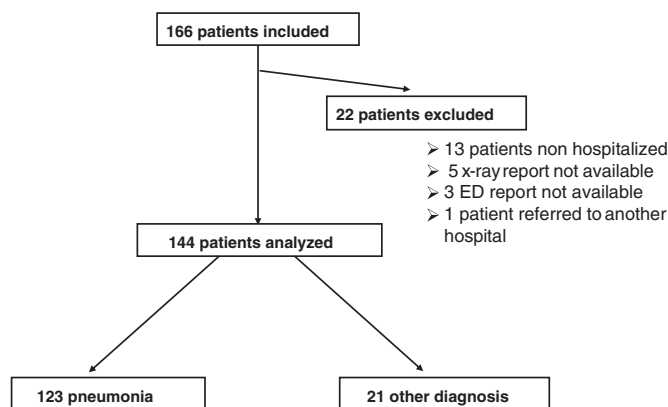 166 patients included
22 patients excluded
➢ 13 patients non hospitalized
➢ 5 x-ray report not available
➢ 3 ED report not available
➢ 1 patient referred to another
hospital
144 patients analyzed
123 pneumonia
21 other diagnosis